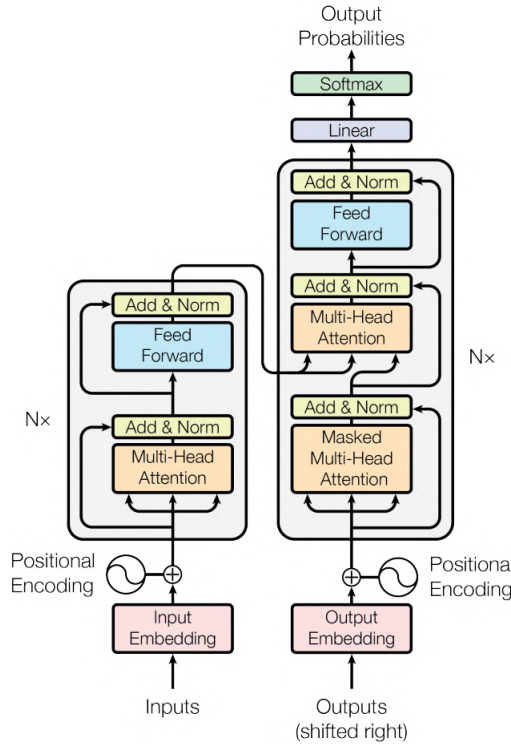 Output
Probabilities
Softmax
Linear
Add & Norm
Feed
Forward
Add & Norm
Multi-Head
Attention
Add & Norm
Masked
Multi-Head
Attention
Nx
Positional
Encoding
Output
Embedding
Outputs
(shifted right)
Add & Norm
Feed
Forward
Add & Norm
Multi-Head
Attention
Nx
Positional
Encoding
Input
Embedding
Inputs